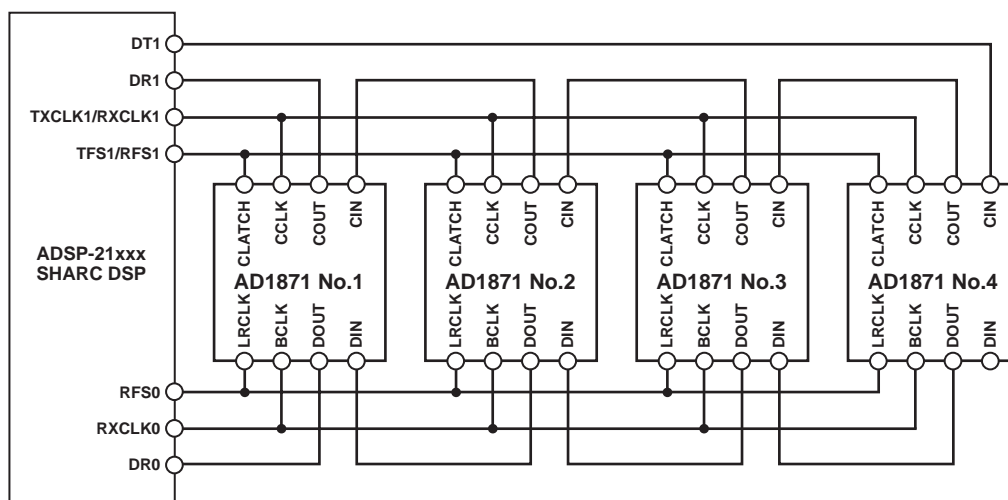 DT1
DR1
TXCLK1/RXCLK1
TFS1/RFS1
ADSP-21xxx
SHARC DSP
RFS0
RXCLK0
DR0
CLATCH
CCLK
COUT
CIN
AD1871 No.1
LRCLK
BCLK
DOUT
DIN
CLATCH
CCLK
COUT
CIN
AD1871 No.2
LRCLK
BCLK
DOUT
DIN
CLATCH
CCLK
COUT
CIN
AD1871 No.3
LRCLK
BCLK
DOUT
DIN
CLATCH
CCLK
COUT
CIN
AD1871 No.4
LRCLK
BCLK
DOUT
DIN